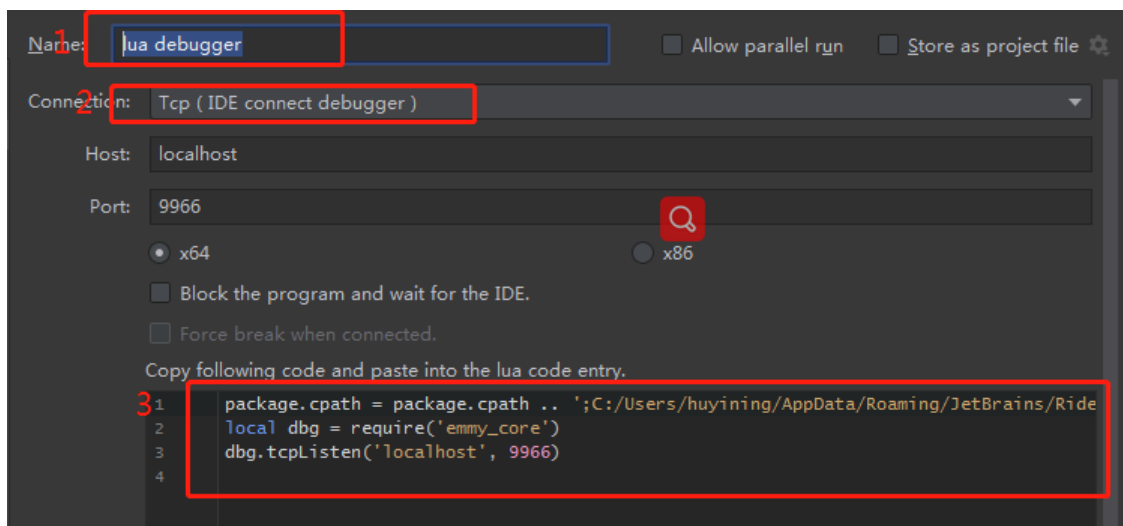 1 Name: lua debugger Allow parallel run Store as project file
2 Connection: Tcp ( IDE connect debugger )
Host: localhost
Port: 9966
x64 x86
Block the program and wait for the IDE.
Force break when connected.
Copy following code and paste into the lua code entry.
3 1 package.cpath = package.cpath .. ';C:/Users/huyining/AppData/Roaming/JetBrains/Ride
2 local dbg = require('emmy_core')
3 dbg.tcpListen('localhost', 9966)
4